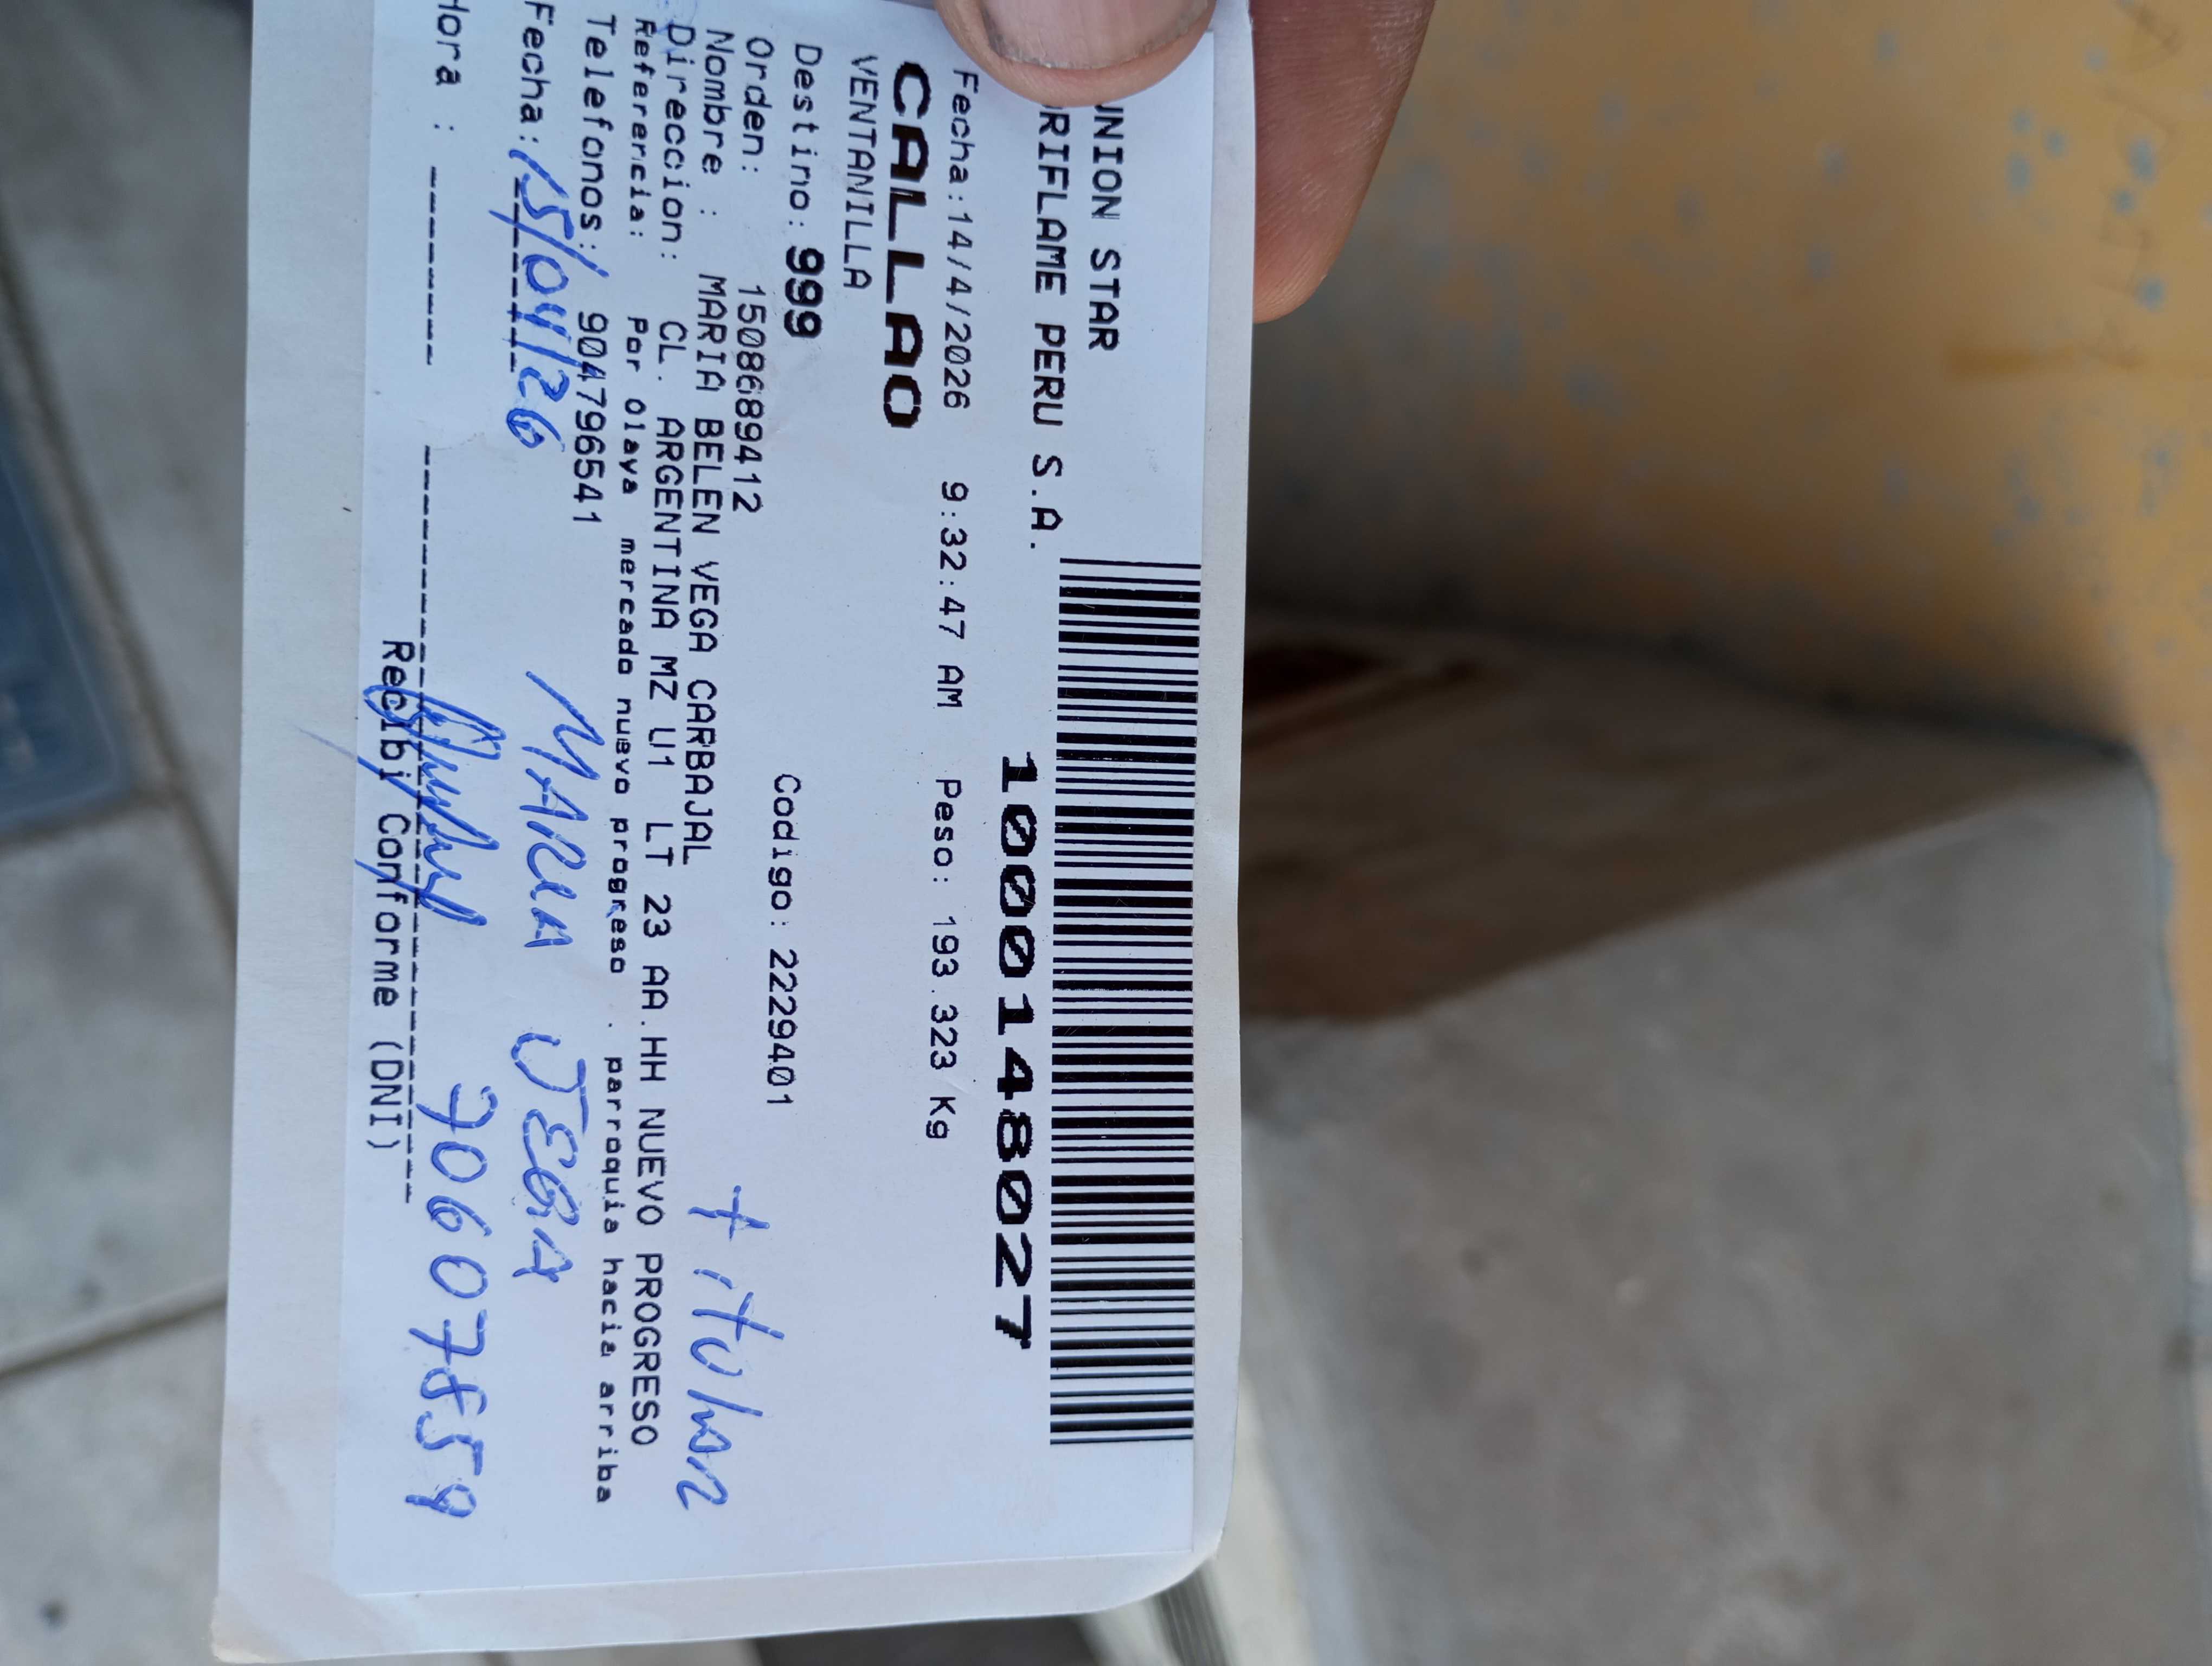 UNION STAR
ORIFLAME PERU S.A.
1000148027
Fecha:14/4/2026 9:32:47 AM Peso: 193.323 Kg
CALLAO
VENTANILLA
Destino: 999 Codigo: 2229401
Orden: 1508689412
Nombre : MARIA BELEN VEGA CARBAJAL titular
Direccion: CL. ARGENTINA MZ U1 LT 23 AA.HH NUEVO PROGRESO
Referencia: Por Olaya mercado nuevo progreso . parroquia hacia arriba
Telefonos: 904796541
Fecha: 15/04/26 MARIA VEGA
Hora : 70607859
Recibi Conforme (DNI)